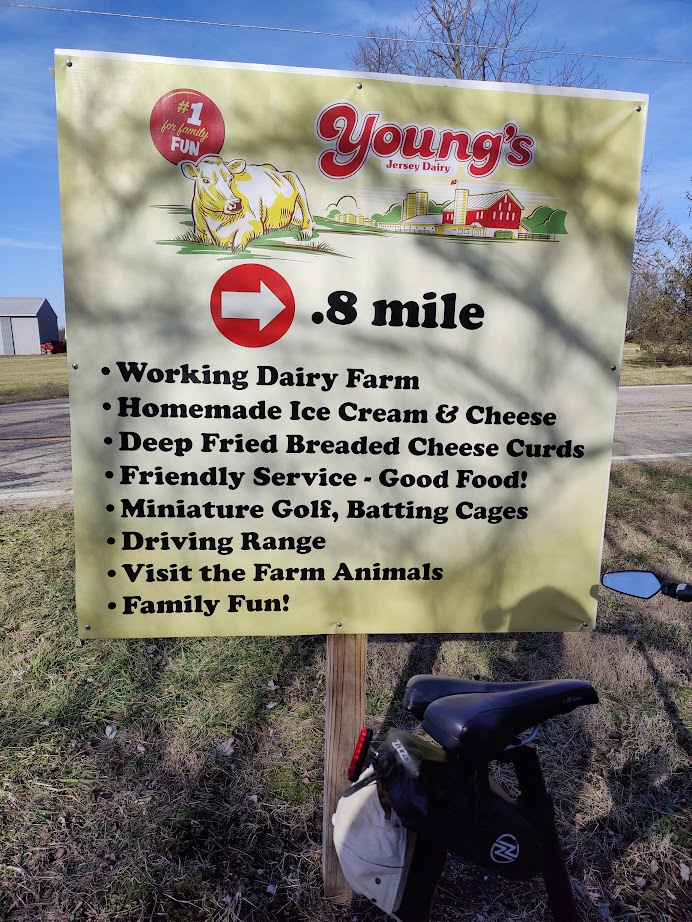 #1
for family
FUN
Young's
Jersey Dairy
.8 mile
• Working Dairy Farm
• Homemade Ice Cream & Cheese
• Deep Fried Breaded Cheese Curds
• Friendly Service - Good Food!
• Miniature Golf, Batting Cages
• Driving Range
• Visit the Farm Animals
• Family Fun!